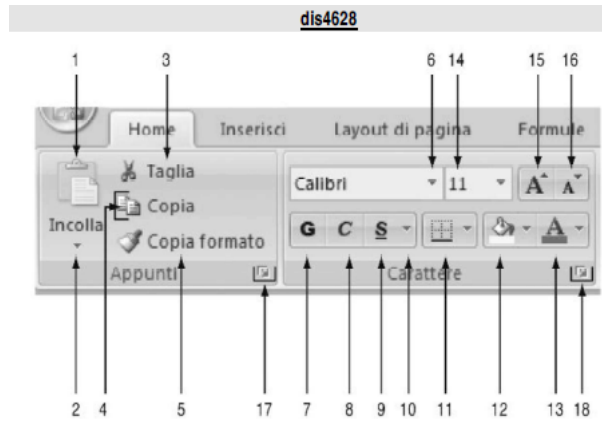 dis4628
1 3 6 14 15 16
Home Inserisci Layout di pagina Formule
Taglia
Calibri 11 A A
Copia
Incolla
G C S A
Copia formato
Appunti Carattere
2 4 5 17 7 8 9 10 11 12 13 18